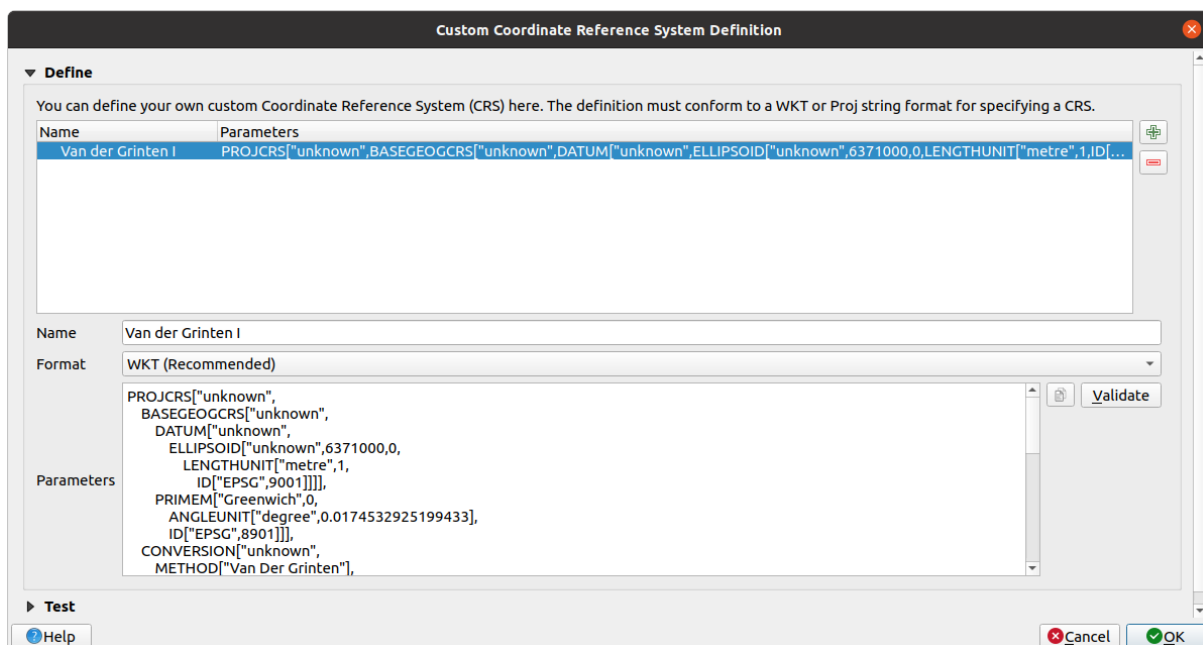 Custom Coordinate Reference System Definition
Define
You can define your own custom Coordinate Reference System (CRS) here. The definition must conform to a WKT or Proj string format for specifying a CRS.
Name Parameters
Van der Grinten I PROJCRS["unknown",BASEGEOGCRS["unknown",DATUM["unknown",ELLIPSOID["unknown",6371000,0,LENGTHUNIT["metre",1,ID[...
Name Van der Grinten I
Format WKT (Recommended)
PROJCRS["unknown",
BASEGEOGCRS["unknown",
DATUM["unknown",
ELLIPSOID["unknown",6371000,0,
LENGTHUNIT["metre",1,
ID["EPSG",9001]]]],
PRIMEM["Greenwich",0,
ANGLEUNIT["degree",0.0174532925199433],
ID["EPSG",8901]]],
CONVERSION["unknown",
METHOD["Van Der Grinten"],
Validate
Parameters
Test
Help
Cancel
OK